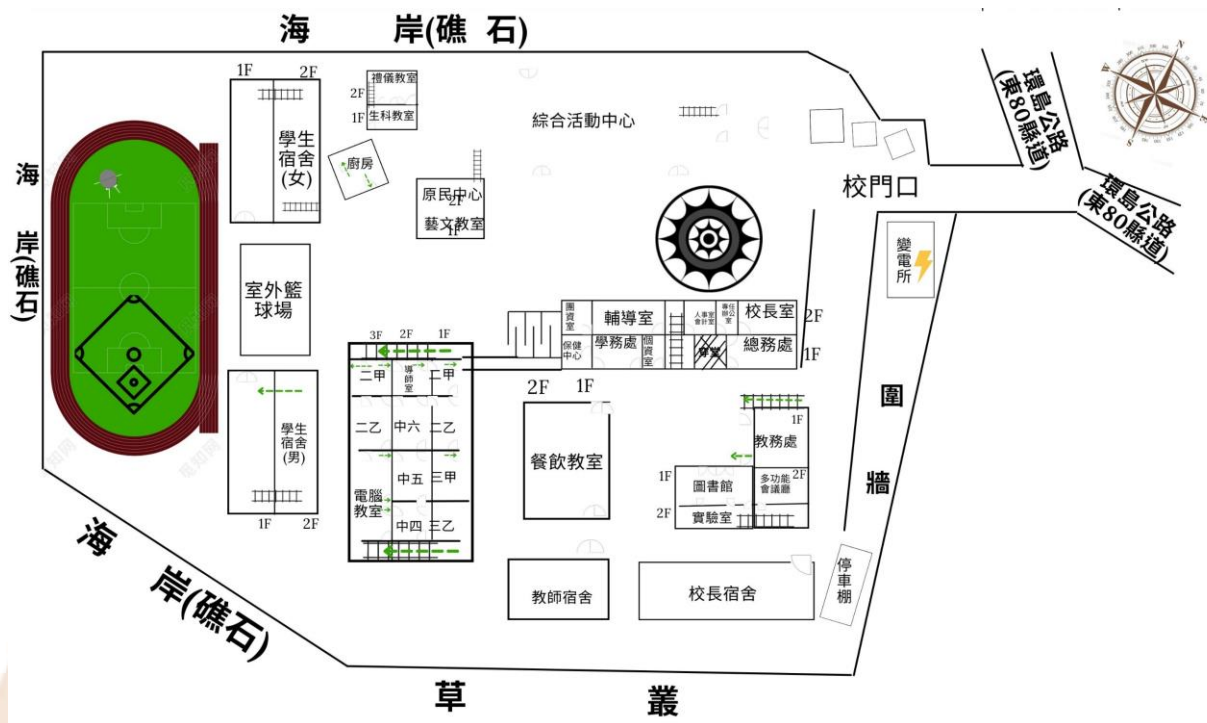 海 岸(礁 石)
環島公路
(東80縣道)
環島公路
(東80縣道)
海 岸(礁石)
1F 2F
學生
宿舍
(女)
禮儀教室
2F
1F
生科教室
廚房
原民中心
2F
藝文教室
1F
綜合活動中心
校門口
變電所
室外籃
球場
團資室
輔導室
人事室
會計室
專任
辦公室
校長室
2F
保健
中心
學務處
個資室
穿堂
總務處
1F
3F 2F 1F
二甲
導師室
二甲
二乙
中六
二乙
中五
三甲
電腦
教室
中四
三乙
學生
宿舍
(男)
1F 2F
2F 1F
餐飲教室
1F
教務處
1F
圖書館
多功能
會議廳
2F
2F
實驗室
圍 牆
教師宿舍
校長宿舍
停車棚
海 岸(礁石)
草 叢